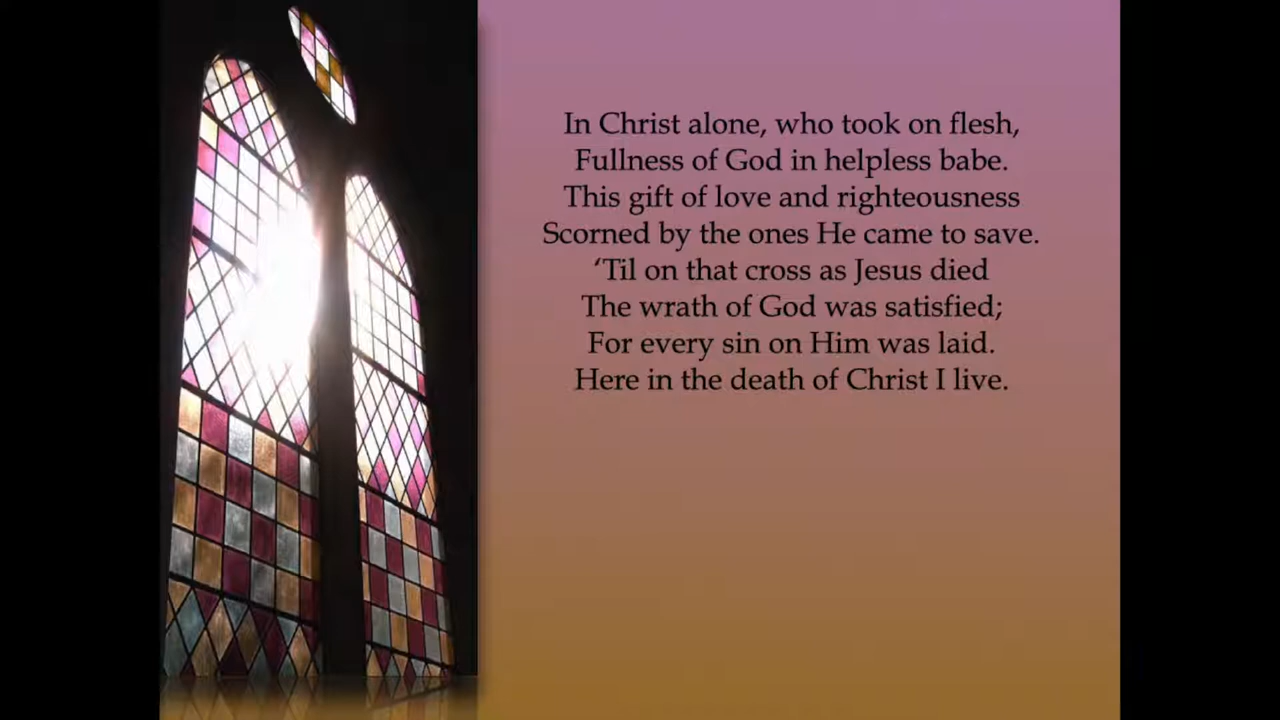 In Christ alone, who took on flesh,
Fullness of God in helpless babe.
This gift of love and righteousness
Scorned by the ones He came to save.
‘Til on that cross as Jesus died
The wrath of God was satisfied;
For every sin on Him was laid.
Here in the death of Christ I live.